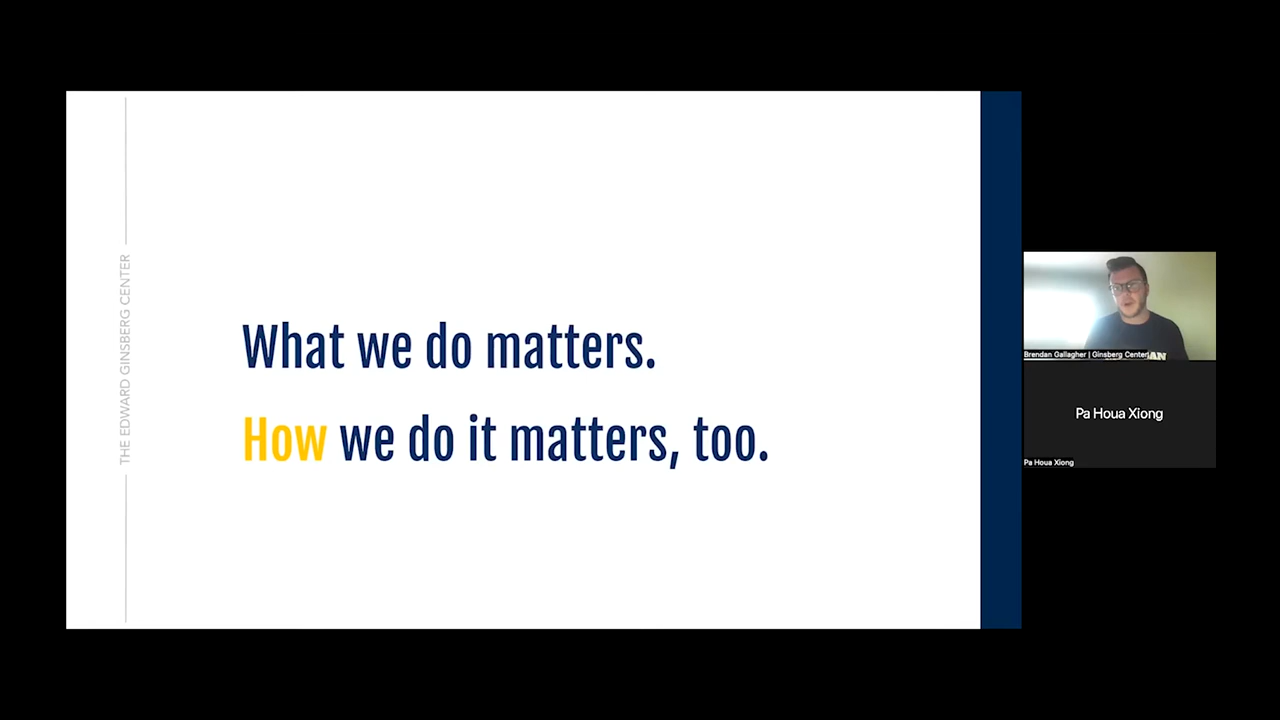 THE EDWARD GINSBERG CENTER
What we do matters.
How we do it matters, too.
Brendan Gallagher | Ginsberg Center
Pa Houa Xiong
Pa Houa Xiong